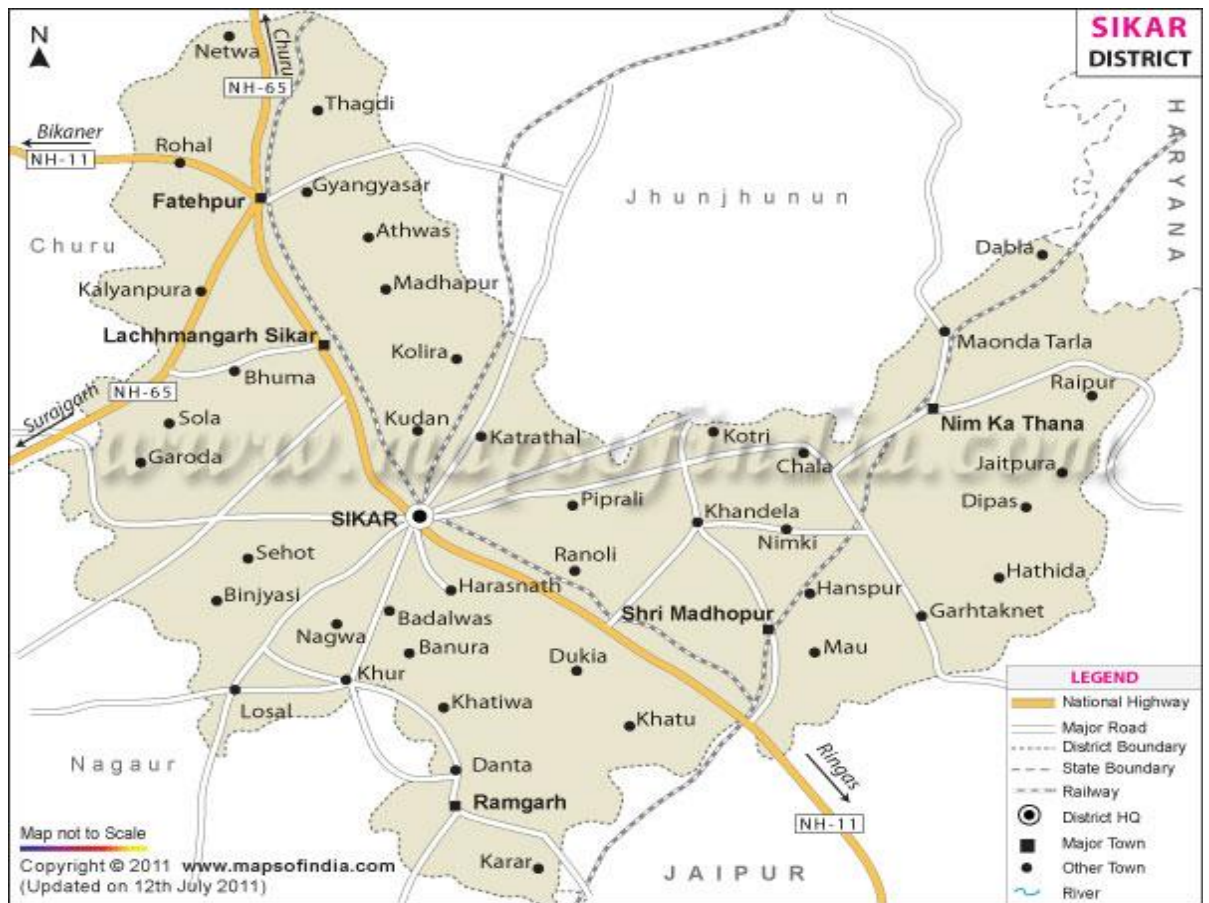 SIKAR
DISTRICT
N
Netwa
Churu
NH-65
Thagdi
Bikaner
NH-11
Rohal
Gyangyasar
Fatehpur
Jhunjhunun
HARYANA
Churu
Athwas
Dabla
Kalyanpura
Madhapur
Lachhmangarh Sikar
Kolira
Maonda Tarla
Bhuma
Raipur
NH-65
Surajgarh
Sola
Kudan
Katrathal
Kotri
Nim Ka Thana
www.mapsofindia.com
Garoda
Chala
Jaitpura
Piprali
Dipas
SIKAR
Khandela
Nimki
Sehot
Ranoli
Hathida
Binjyasi
Harasnath
Hanspur
Badalwas
Shri Madhopur
Garhtaknet
Nagwa
Banura
Dukia
Mau
Khur
Losal
Khatiwa
Khatu
Nagaur
Danta
Ringas
Ramgarh
NH-11
Karar
JAIPUR
LEGEND
National Highway
Major Road
District Boundary
State Boundary
Railway
District HQ
Major Town
Other Town
River
Map not to Scale
Copyright © 2011 www.mapsofindia.com
(Updated on 12th July 2011)